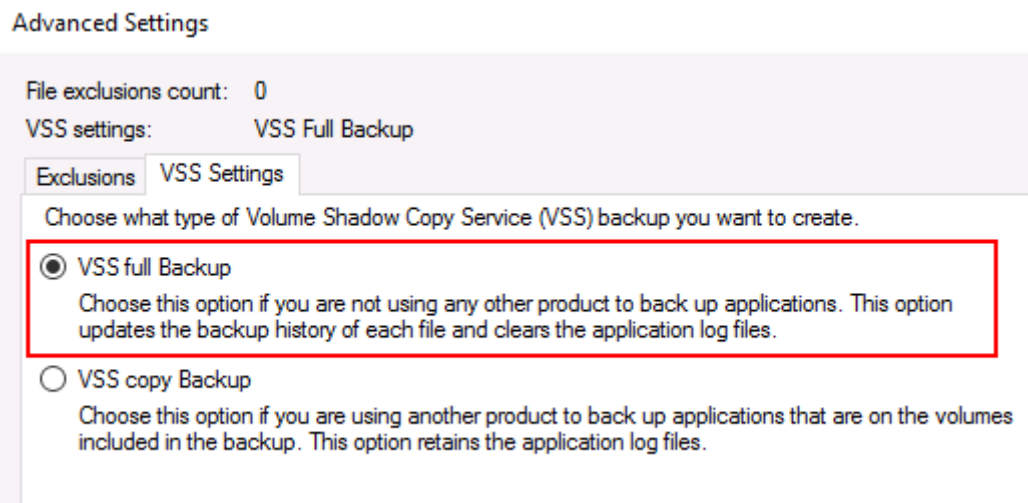 Advanced Settings
File exclusions count: 0
VSS settings: VSS Full Backup
Exclusions VSS Settings
Choose what type of Volume Shadow Copy Service (VSS) backup you want to create.
VSS full Backup
Choose this option if you are not using any other product to back up applications. This option
updates the backup history of each file and clears the application log files.
VSS copy Backup
Choose this option if you are using another product to back up applications that are on the volumes
included in the backup. This option retains the application log files.